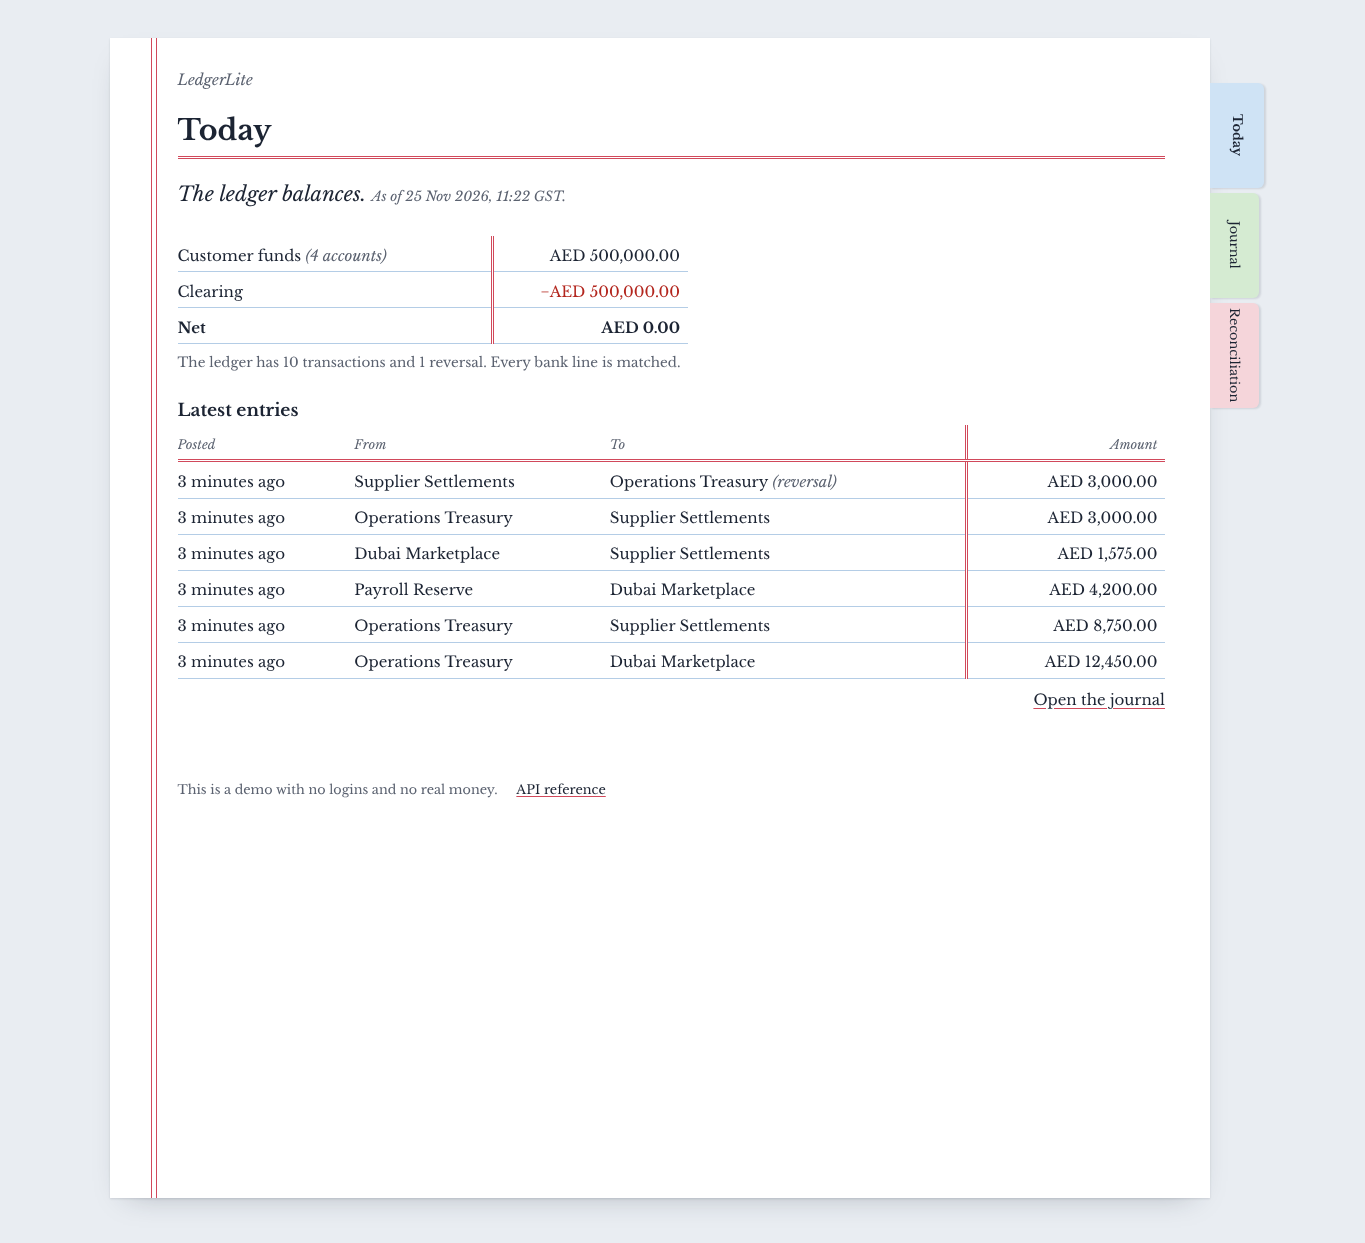 LedgerLite
Today
The ledger balances. As of 25 Nov 2026, 11:22 GST.
Customer funds (4 accounts) AED 500,000.00
Clearing −AED 500,000.00
Net AED 0.00
The ledger has 10 transactions and 1 reversal. Every bank line is matched.
Latest entries
Posted From To Amount
3 minutes ago Supplier Settlements Operations Treasury (reversal) AED 3,000.00
3 minutes ago Operations Treasury Supplier Settlements AED 3,000.00
3 minutes ago Dubai Marketplace Supplier Settlements AED 1,575.00
3 minutes ago Payroll Reserve Dubai Marketplace AED 4,200.00
3 minutes ago Operations Treasury Supplier Settlements AED 8,750.00
3 minutes ago Operations Treasury Dubai Marketplace AED 12,450.00
Open the journal
This is a demo with no logins and no real money. API reference
Today
Journal
Reconciliation